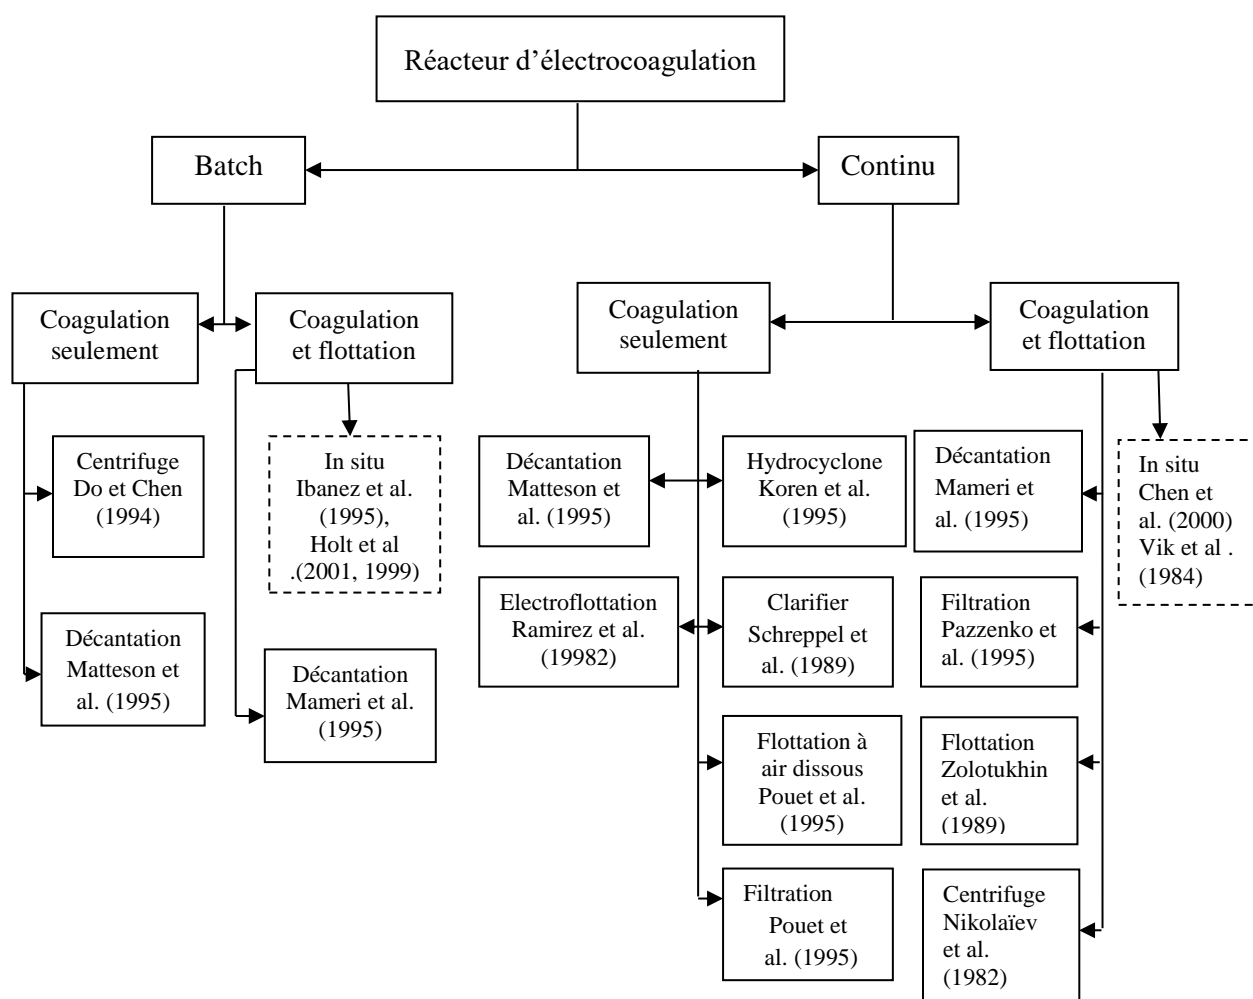 Réacteur d’électrocoagulation
Batch
Continu
Coagulation
seulement
Coagulation
et flottation
Coagulation
seulement
Coagulation
et flottation
Centrifuge
Do et Chen
(1994)
In situ
Ibanez et al.
(1995),
Holt et al
.(2001, 1999)
Décantation
Matteson et
al. (1995)
Hydrocyclone
Koren et al.
(1995)
Décantation
Mameri et
al. (1995)
In situ
Chen et
al. (2000)
Vik et al .
(1984)
Electroflottation
Ramirez et al.
(19982)
Clarifier
Schreppel et
al. (1989)
Filtration
Pazzenko et
al. (1995)
Décantation
Matteson et
al. (1995)
Décantation
Mameri et al.
(1995)
Flottation à
air dissous
Pouet et al.
(1995)
Flottation
Zolotukhin
et al.
(1989)
Filtration
Pouet et
al. (1995)
Centrifuge
Nikolaïev
et al.
(1982)